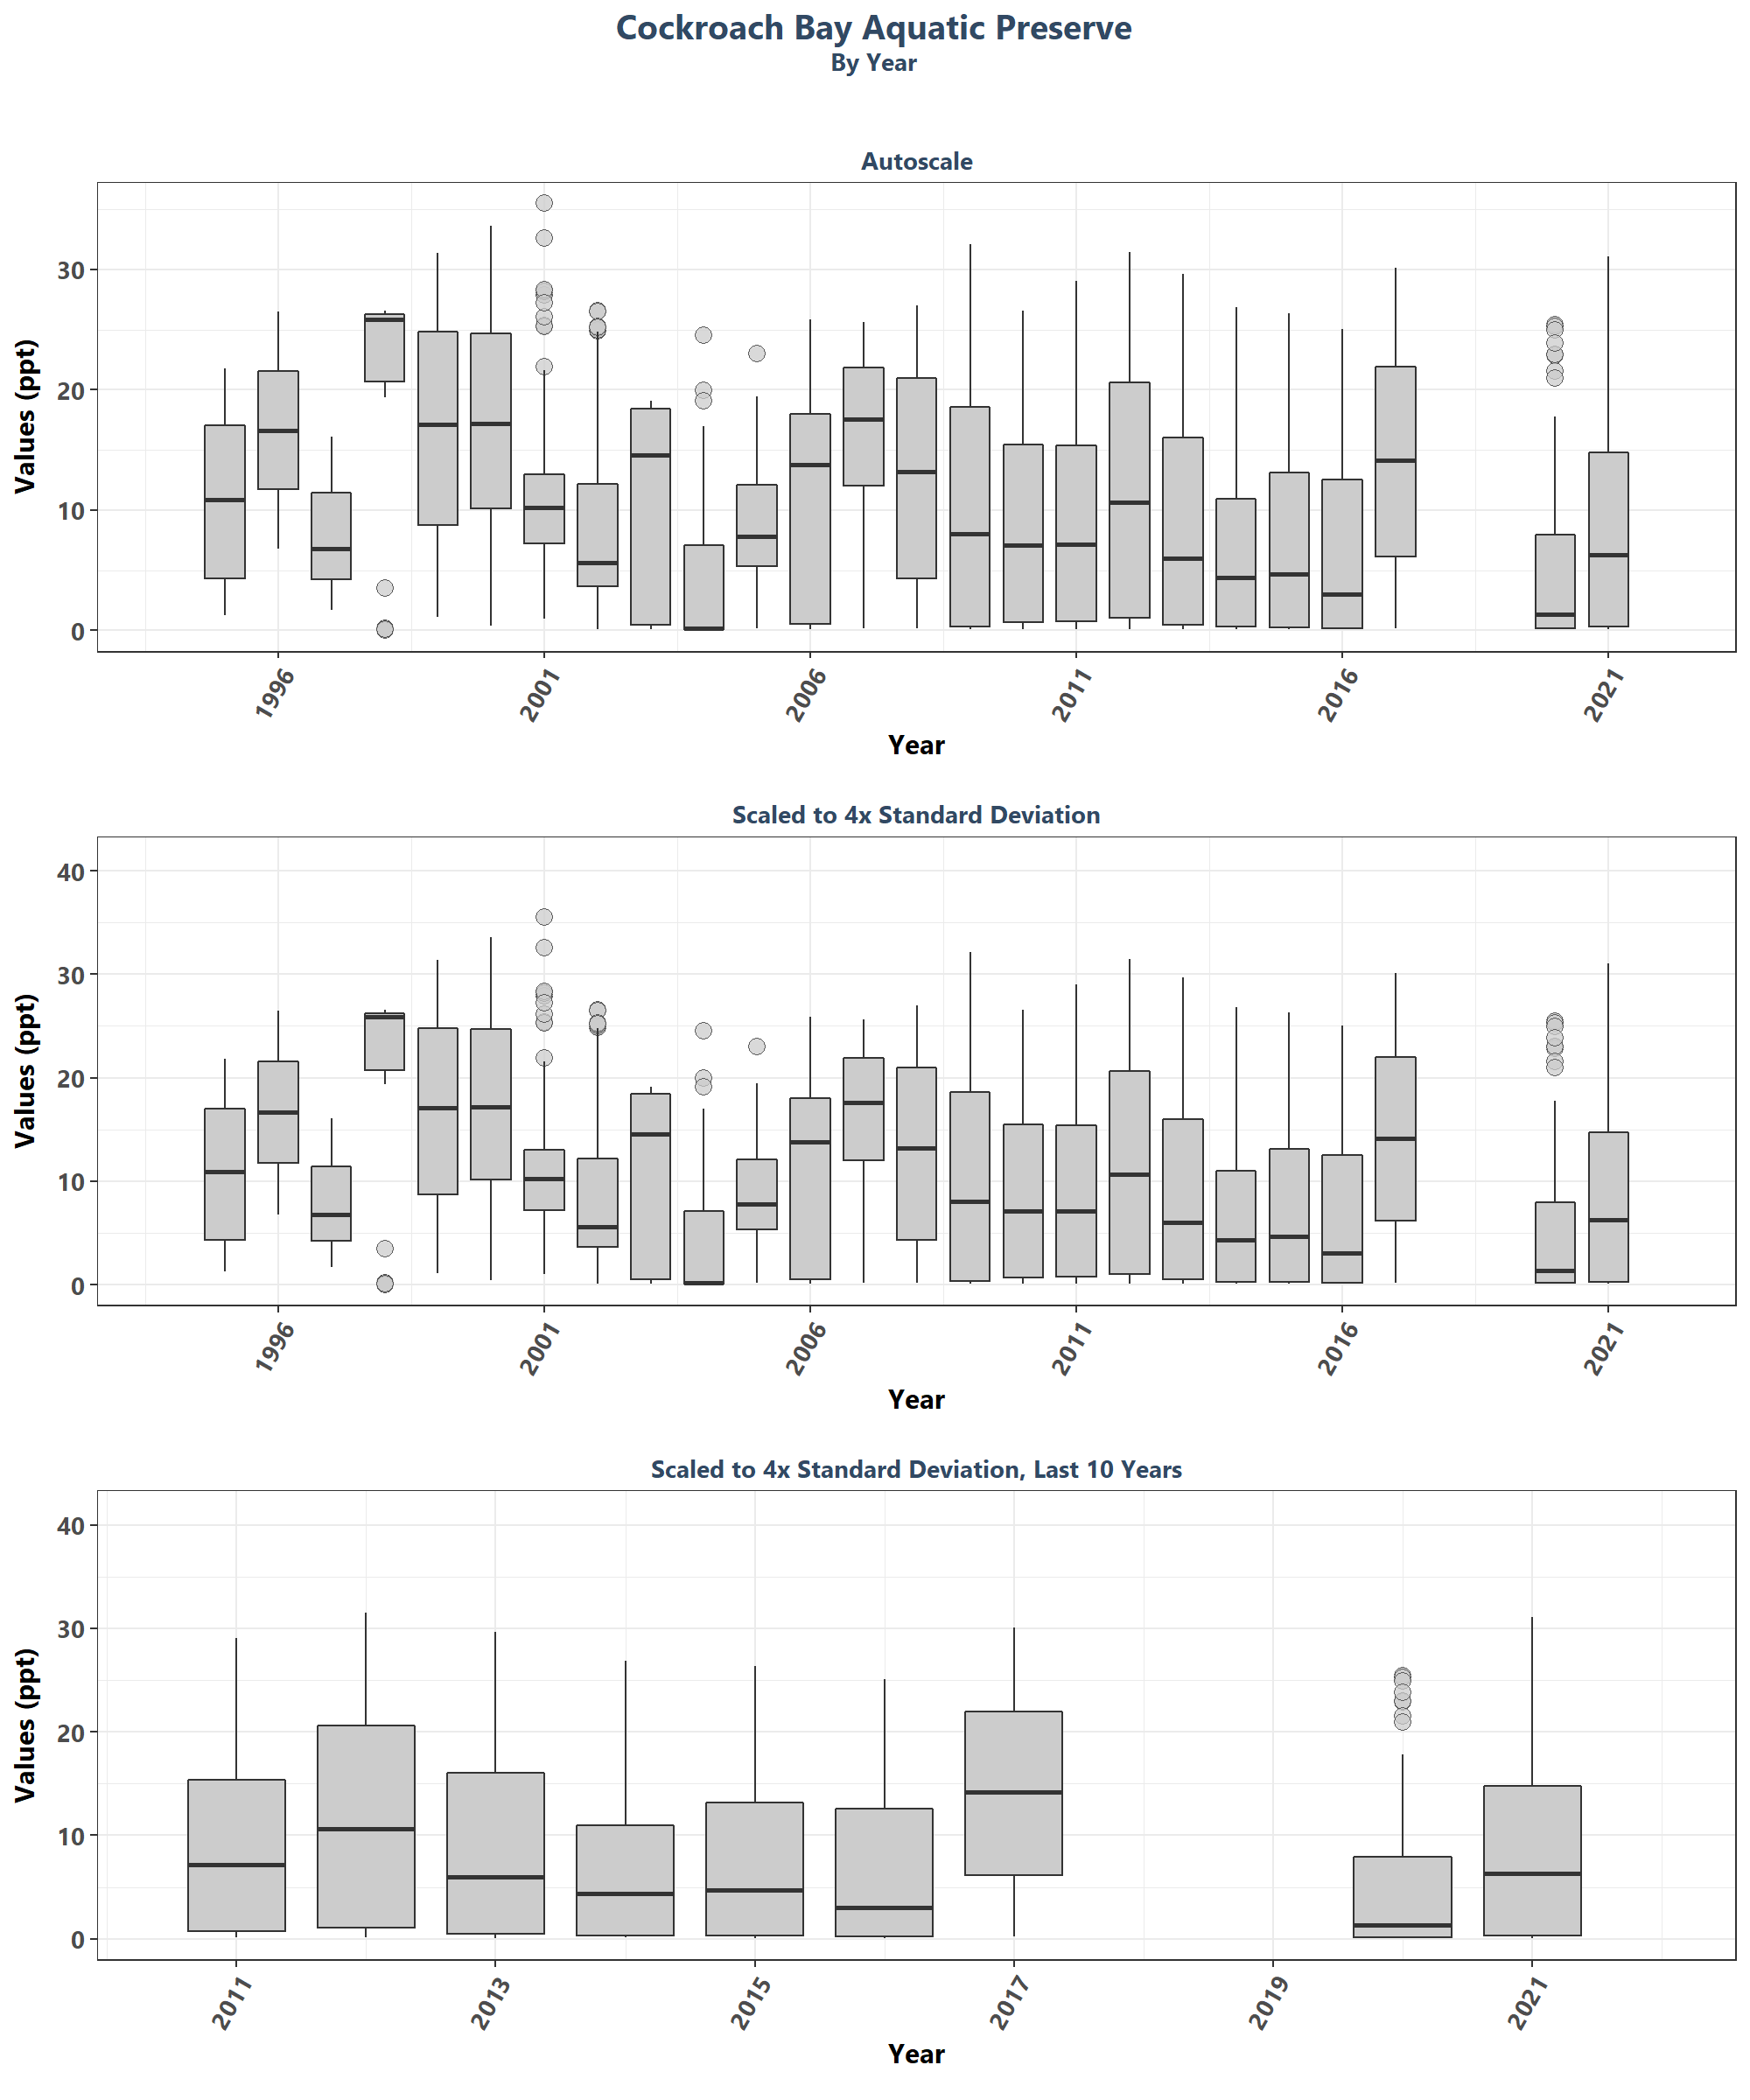 Cockroach Bay Aquatic Preserve
By Year
Autoscale
Values (ppt)
30
20
10
0
1996
2001
2006
2011
2016
2021
Year
Scaled to 4x Standard Deviation
Values (ppt)
40
30
20
10
0
1996
2001
2006
2011
2016
2021
Year
Scaled to 4x Standard Deviation, Last 10 Years
Values (ppt)
40
30
20
10
0
2011
2013
2015
2017
2019
2021
Year